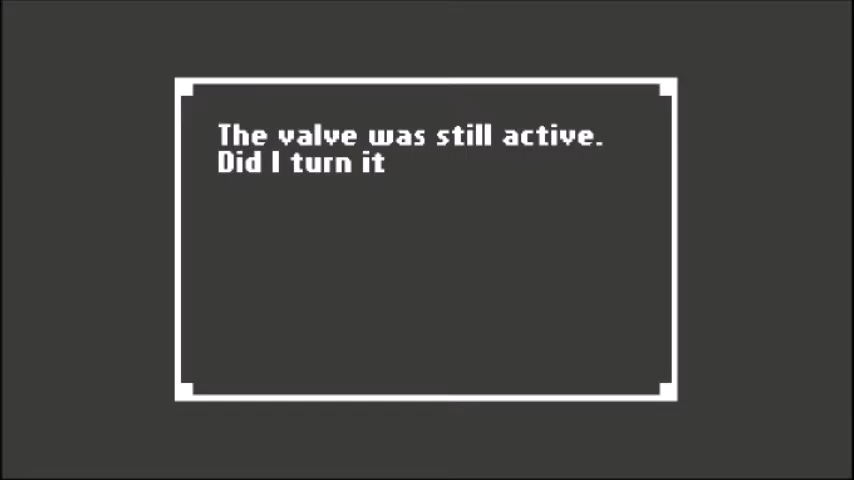 The valve was still active.
Did I turn it